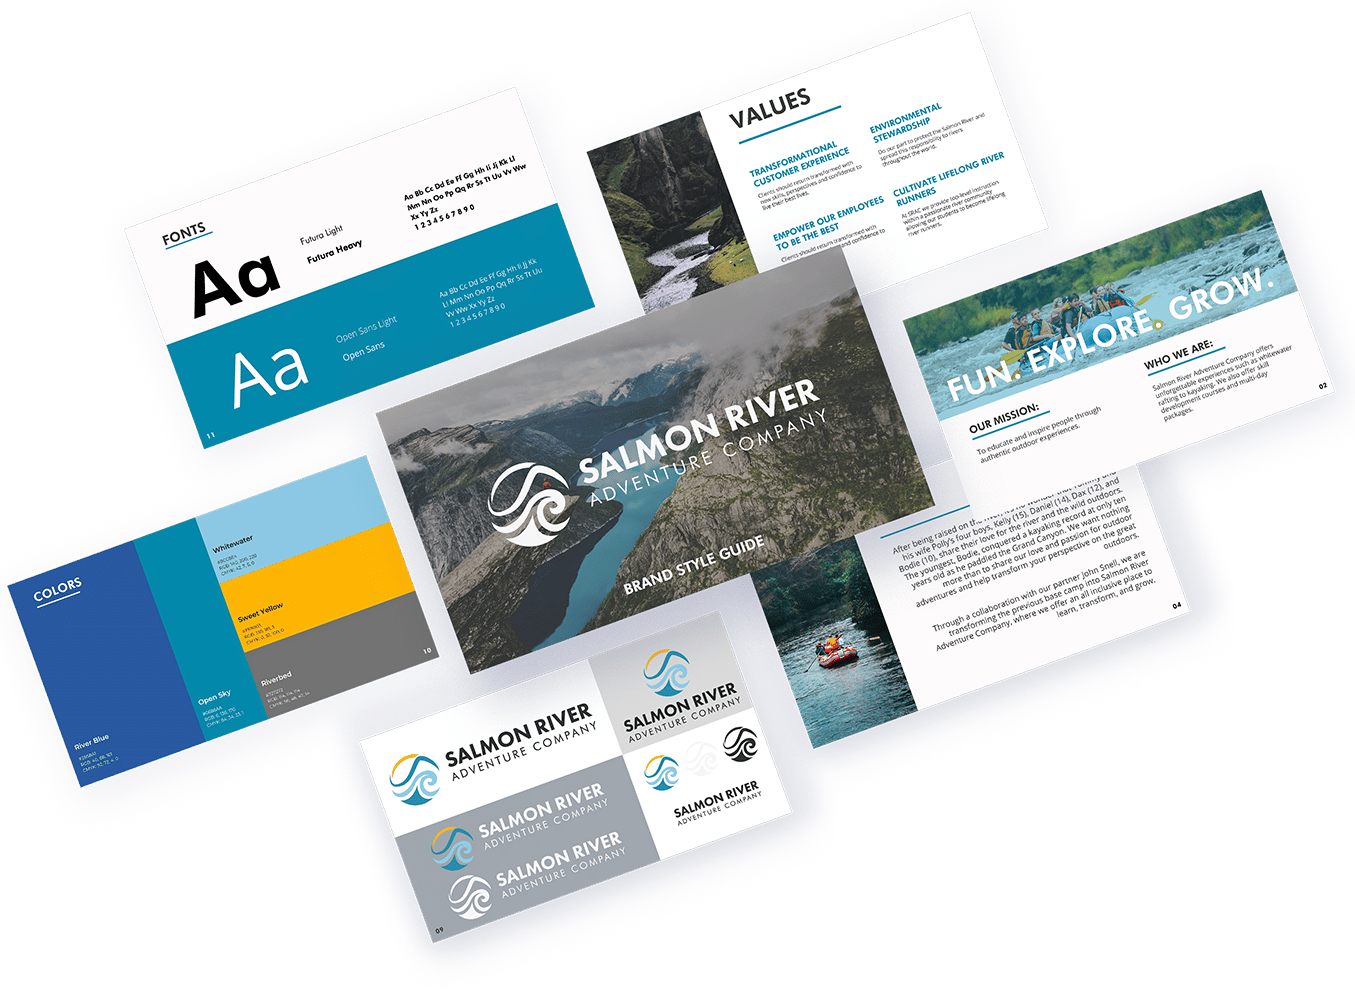 FONTS
Aa
Futura Light
Futura Heavy
Aa Bb Cc Dd Ee Ff Gg Hh Ii Jj Kk Ll
Mm Nn Oo Pp Qq Rr Ss Tt Uu Vv Ww
Xx Yy Zz
1 2 3 4 5 6 7 8 9 0
Aa
Open Sans Light
Open Sans
Aa Bb Cc Dd Ee Ff Gg Hh Ii Jj Kk
Ll Mm Nn Oo Pp Qq Rr Ss Tt Uu
Vv Ww Xx Yy Zz
1 2 3 4 5 6 7 8 9 0
11
VALUES
TRANSFORMATIONAL
CUSTOMER EXPERIENCE
Clients should return transformed with
new skills, perspectives and confidence to
live their best lives.
EMPOWER OUR EMPLOYEES
TO BE THE BEST
Clients should return transformed with
and confidence to
ENVIRONMENTAL
STEWARDSHIP
Do our part to protect the Salmon River and
spread this responsibility to rivers
throughout the world.
CULTIVATE LIFELONG RIVER
RUNNERS
At SRAC we provide top-level instruction
within a passionate river community
allowing our students to become lifelong
river runners.
FUN. EXPLORE. GROW.
OUR MISSION:
To educate and inspire people through
authentic outdoor experiences.
WHO WE ARE:
Salmon River Adventure Company offers
unforgettable experiences such as whitewater
rafting to kayaking. We also offer skill
development courses and multi-day
packages.
02
SALMON RIVER
ADVENTURE COMPANY
BRAND STYLE GUIDE
After being raised on the
his wife Polly's four boys, Kelly (15), Daniel (14), Dax (12), and
Bodie (10), share their love for the river and the wild outdoors.
The youngest, Bodie, conquered a kayaking record at only ten
years old as he paddled the Grand Canyon. We want nothing
more than to share our love and passion for outdoor
adventures and help transform your perspective on the great
outdoors.
Through a collaboration with our partner John Snell, we are
transforming the previous base camp into Salmon River
Adventure Company, where we offer an all inclusive place to
learn, transform, and grow.
04
COLORS
River Blue
Open Sky
Whitewater
Sweet Yellow
Riverbed
10
SALMON RIVER
ADVENTURE COMPANY
SALMON RIVER
ADVENTURE COMPANY
SALMON RIVER
ADVENTURE COMPANY
SALMON RIVER
ADVENTURE COMPANY
SALMON RIVER
ADVENTURE COMPANY
09